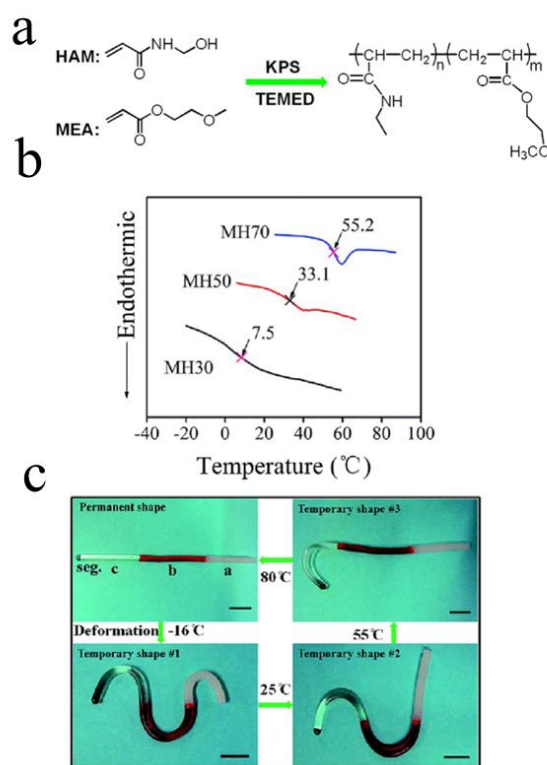 a
HAM:
NH
OH
O
MEA:
O
O
O
KPS
TEMED
CH—CH₂
n
CH₂—CH
m
O=C
C=O
NH
O
H₃CO
b
Endothermic
MH70
55.2
MH50
33.1
MH30
7.5
-40 -20 0 20 40 60 80 100
Temperature (℃)
c
Permanent shape
seg. c b a
Temporary shape #3
80℃
Deformation -16℃
55℃
Temporary shape #1
25℃
Temporary shape #2